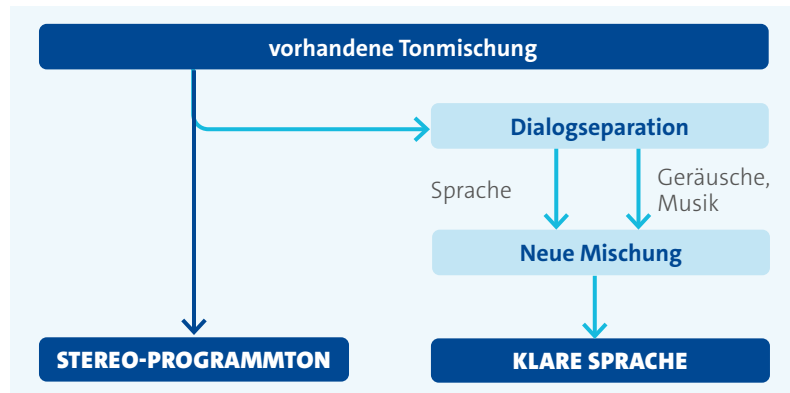 vorhandene Tonmischung
Dialogseparation
Sprache
Geräusche,
Musik
Neue Mischung
STEREO-PROGRAMMTON
KLARE SPRACHE